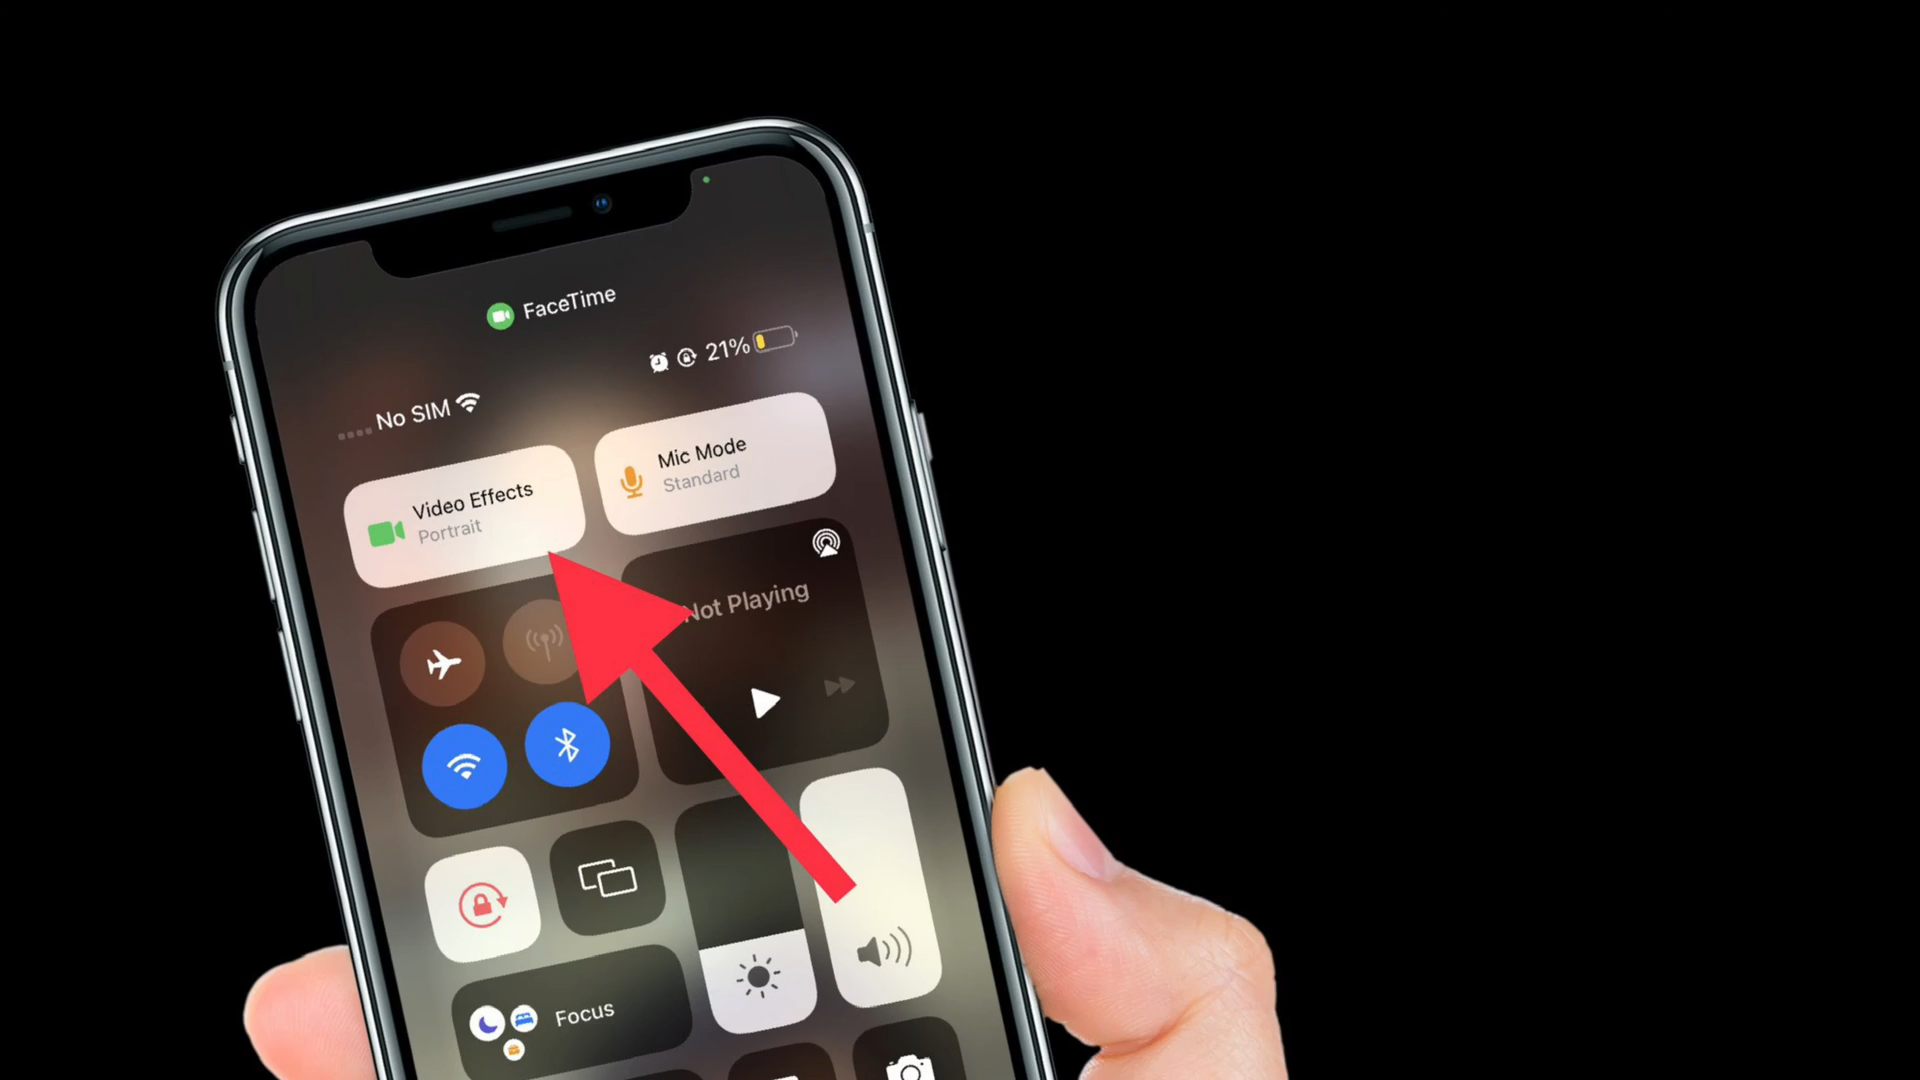 FaceTime
21%
No SIM
Video Effects
Portrait
Mic Mode
Standard
Not Playing
Focus